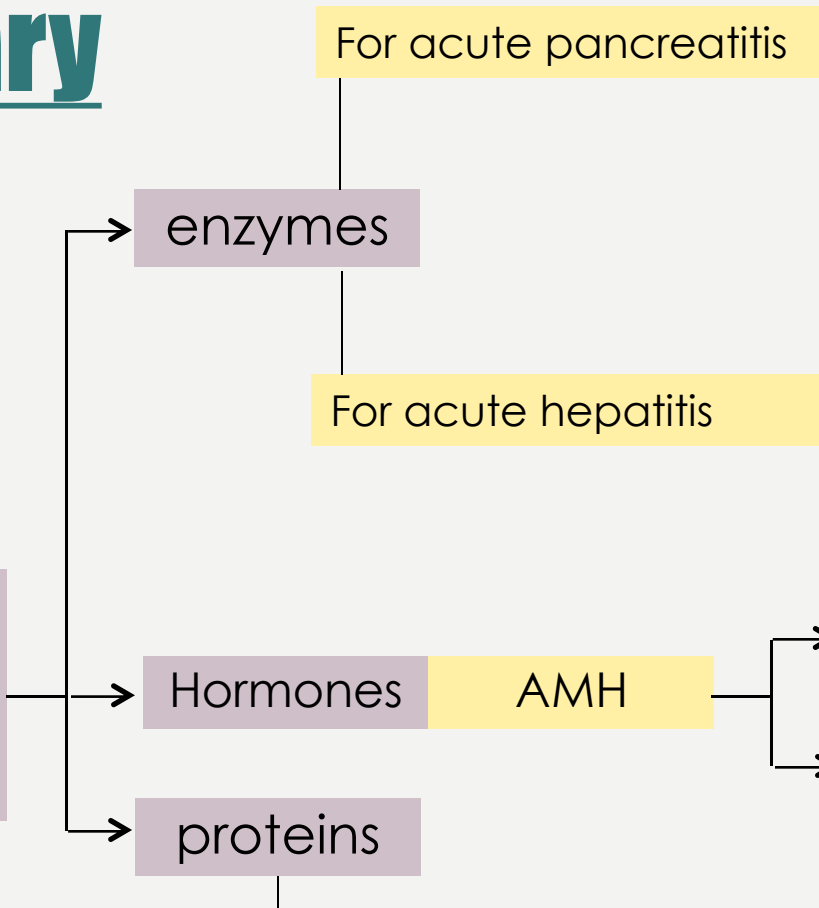 ry
For acute pancreatitis
enzymes
For acute hepatitis
Hormones
AMH
proteins